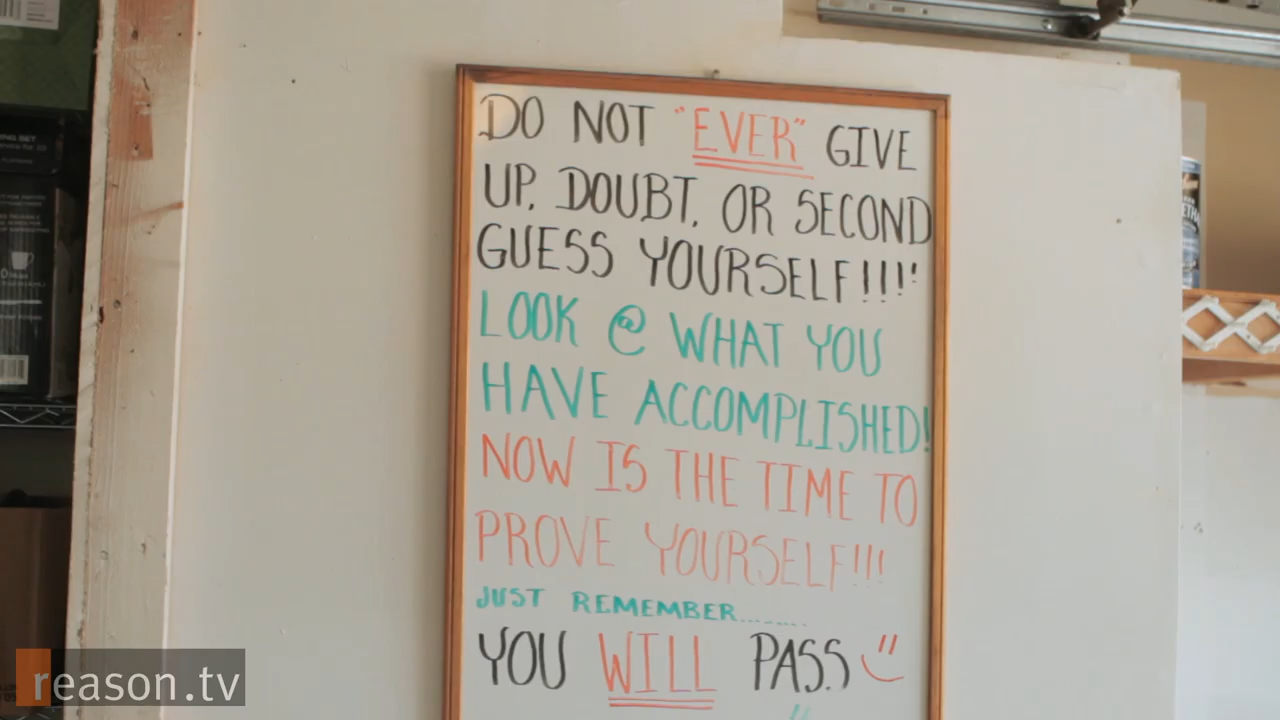 DO NOT "EVER" GIVE
UP, DOUBT, OR SECOND
GUESS YOURSELF!!!!
LOOK @ WHAT YOU
HAVE ACCOMPLISHED!
NOW IS THE TIME TO
PROVE YOURSELF!!!
JUST REMEMBER........
YOU WILL PASS
reason.tv